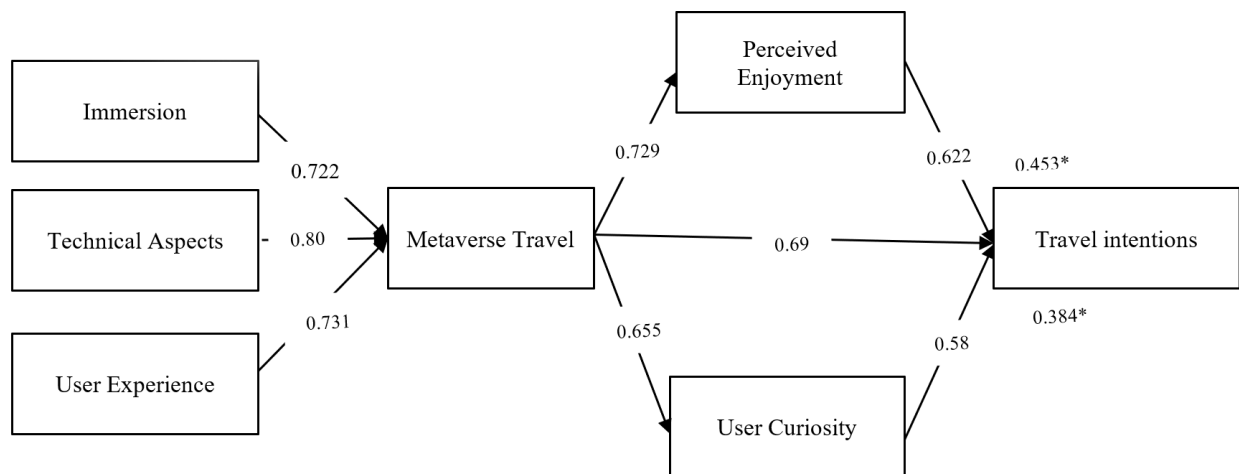 Perceived
Enjoyment
Immersion
0.729
0.622
0.453*
0.722
Technical Aspects
0.80
Metaverse Travel
0.69
Travel intentions
0.731
0.655
0.58
0.384*
User Experience
User Curiosity